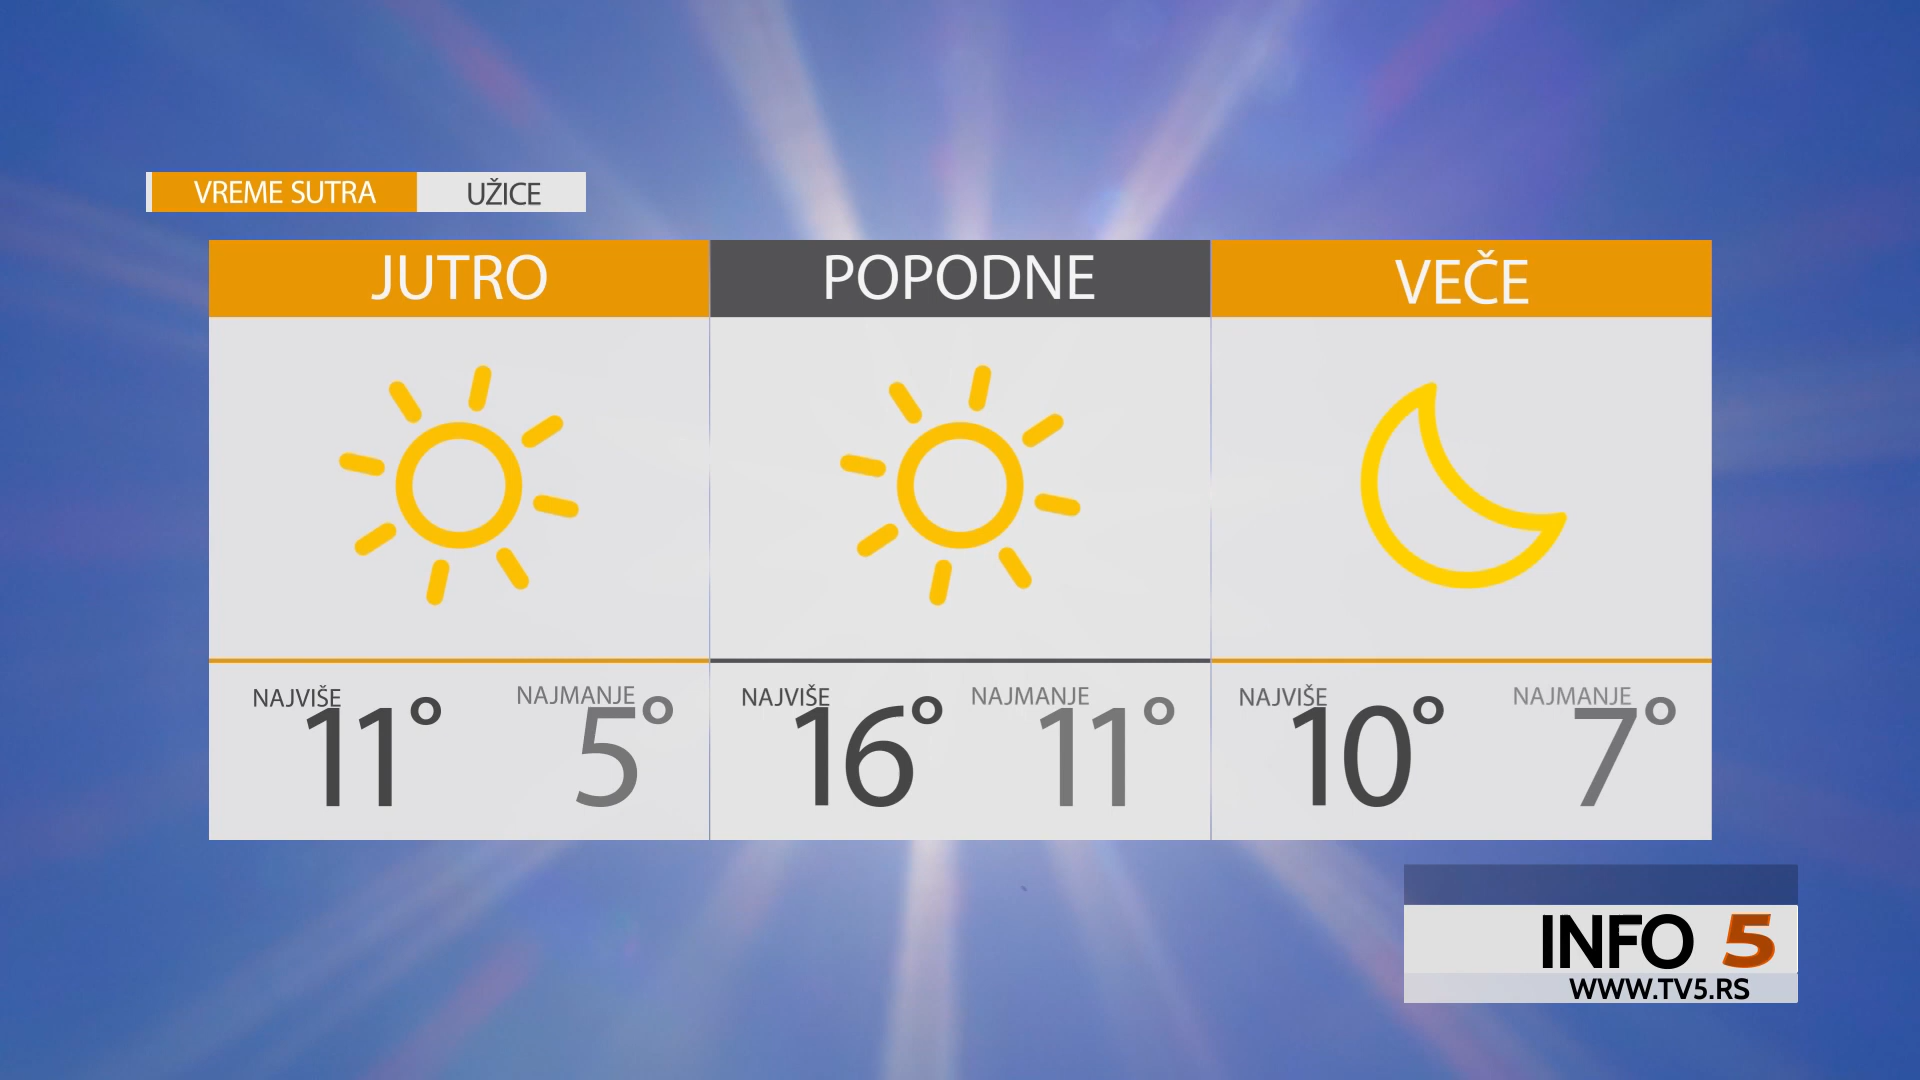 VREME SUTRA UŽICE
JUTRO POPODNE VEČE
NAJVIŠE NAJMANJE NAJVIŠE NAJMANJE NAJVIŠE NAJMANJE
11° 5° 16° 11° 10° 7°
INFO 5
WWW.TV5.RS